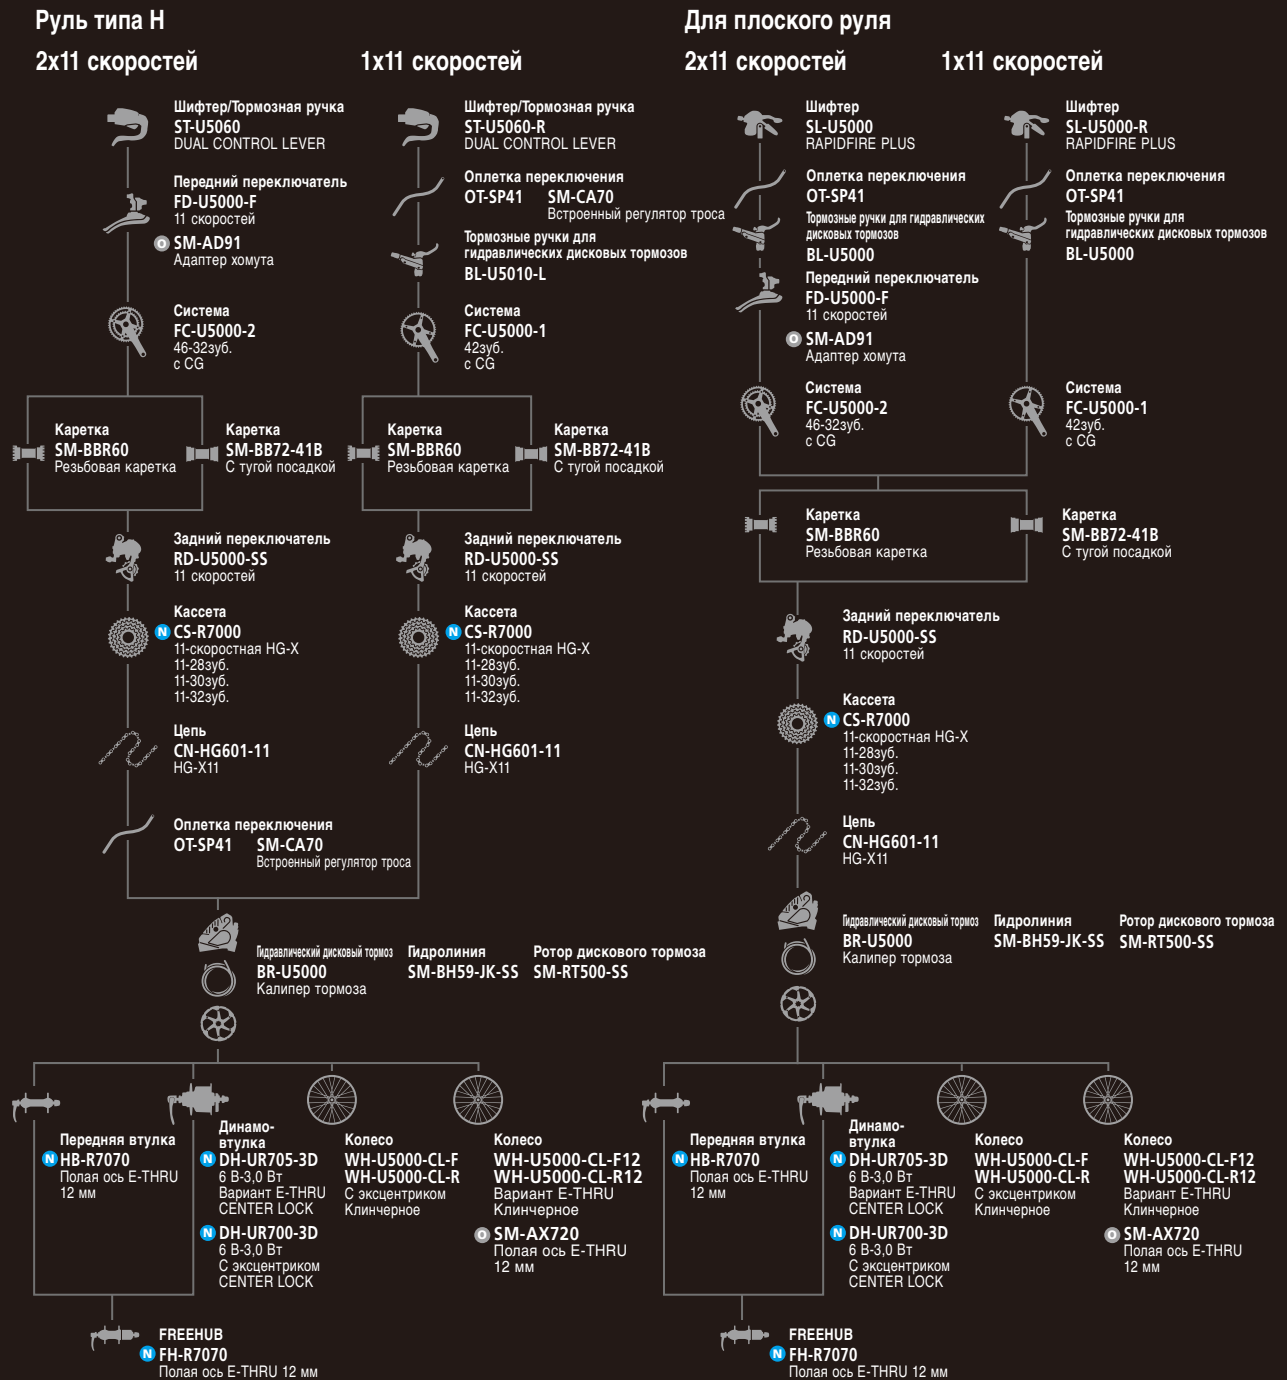 Руль типа H
2x11 скоростей
Шифтер/Тормозная ручка
ST-U5060
DUAL CONTROL LEVER
Передний переключатель
FD-U5000-F
11 скоростей
O SM-AD91
Адаптер хомута
Система
FC-U5000-2
46-32зуб.
с CG
Каретка
SM-BBR60
Резьбовая каретка
Каретка
SM-BB72-41B
С тугой посадкой
Задний переключатель
RD-U5000-SS
11 скоростей
Кассета
N CS-R7000
11-скоростная HG-X
11-28зуб.
11-30зуб.
11-32зуб.
Цепь
CN-HG601-11
HG-X11
Оплетка переключения
OT-SP41 SM-CA70
Встроенный регулятор троса
1x11 скоростей
Шифтер/Тормозная ручка
ST-U5060-R
DUAL CONTROL LEVER
Оплетка переключения
OT-SP41 SM-CA70
Встроенный регулятор троса
Тормозные ручки для
гидравлических дисковых тормозов
BL-U5010-L
Система
FC-U5000-1
42зуб.
с CG
Каретка
SM-BBR60
Резьбовая каретка
Каретка
SM-BB72-41B
С тугой посадкой
Задний переключатель
RD-U5000-SS
11 скоростей
Кассета
N CS-R7000
11-скоростная HG-X
11-28зуб.
11-30зуб.
11-32зуб.
Цепь
CN-HG601-11
HG-X11
Гидравлический дисковый тормоз
BR-U5000
Калипер тормоза
Гидролиния
SM-BH59-JK-SS
Ротор дискового тормоза
SM-RT500-SS
Передняя втулка
N HB-R7070
Полая ось E-THRU
12 мм
Динамо-
втулка
N DH-UR705-3D
6 В-3,0 Вт
Вариант E-THRU
CENTER LOCK
N DH-UR700-3D
6 В-3,0 Вт
С эксцентриком
CENTER LOCK
Колесо
WH-U5000-CL-F
WH-U5000-CL-R
С эксцентриком
Клинчерное
Колесо
WH-U5000-CL-F12
WH-U5000-CL-R12
Вариант E-THRU
Клинчерное
O SM-AX720
Полая ось E-THRU
12 мм
FREEHUB
N FH-R7070
Полая ось E-THRU 12 мм
Для плоского руля
2x11 скоростей
Шифтер
SL-U5000
RAPIDFIRE PLUS
Оплетка переключения
OT-SP41
Тормозные ручки для гидравлических
дисковых тормозов
BL-U5000
Передний переключатель
FD-U5000-F
11 скоростей
O SM-AD91
Адаптер хомута
Система
FC-U5000-2
46-32зуб.
с CG
1x11 скоростей
Шифтер
SL-U5000-R
RAPIDFIRE PLUS
Оплетка переключения
OT-SP41
Тормозные ручки для
гидравлических дисковых тормозов
BL-U5000
Система
FC-U5000-1
42зуб.
с CG
Каретка
SM-BBR60
Резьбовая каретка
Каретка
SM-BB72-41B
С тугой посадкой
Задний переключатель
RD-U5000-SS
11 скоростей
Кассета
N CS-R7000
11-скоростная HG-X
11-28зуб.
11-30зуб.
11-32зуб.
Цепь
CN-HG601-11
HG-X11
Гидравлический дисковый тормоз
BR-U5000
Калипер тормоза
Гидролиния
SM-BH59-JK-SS
Ротор дискового тормоза
SM-RT500-SS
Передняя втулка
N HB-R7070
Полая ось E-THRU
12 мм
Динамо-
втулка
N DH-UR705-3D
6 В-3,0 Вт
Вариант E-THRU
CENTER LOCK
N DH-UR700-3D
6 В-3,0 Вт
С эксцентриком
CENTER LOCK
Колесо
WH-U5000-CL-F
WH-U5000-CL-R
С эксцентриком
Клинчерное
Колесо
WH-U5000-CL-F12
WH-U5000-CL-R12
Вариант E-THRU
Клинчерное
O SM-AX720
Полая ось E-THRU
12 мм
FREEHUB
N FH-R7070
Полая ось E-THRU 12 мм